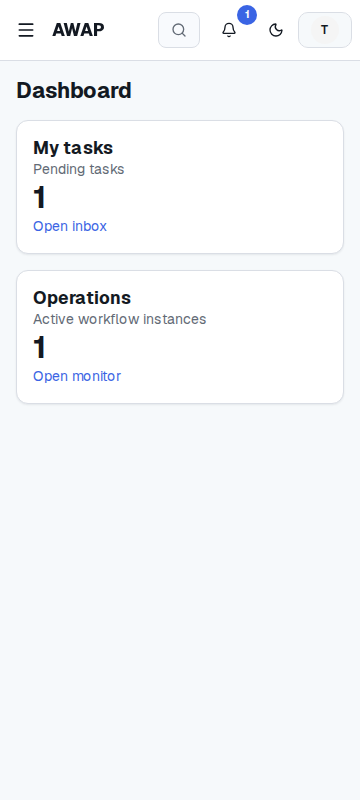 AWAP
1
T
Dashboard
My tasks
Pending tasks
1
Open inbox
Operations
Active workflow instances
1
Open monitor